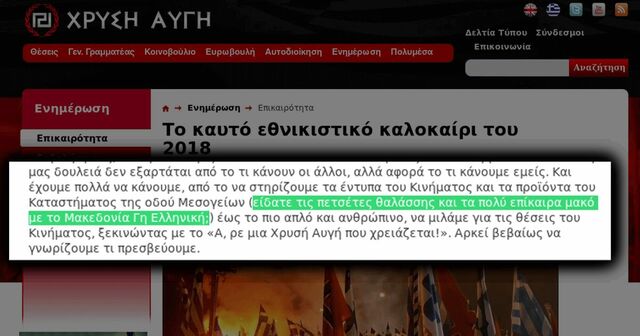 ΧΡΥΣΗ ΑΥΓΗ
Δελτία Τύπου Σύνδεσμοι
Επικοινωνία
Θέσεις Γεν. Γραμματέας Κοινοβούλιο Ευρωβουλή Αυτοδιοίκηση Ενημέρωση Πολυμέσα
Αναζήτηση
Ενημέρωση
Επικαιρότητα
Ενημέρωση Επικαιρότητα
Το καυτό εθνικιστικό καλοκαίρι του
2018
μας δουλειά δεν εξαρτάται από το τι κάνουν οι άλλοι, αλλά αφορά το τι κάνουμε εμείς. Και
έχουμε πολλά να κάνουμε, από το να στηρίζουμε τα έντυπα του Κινήματος και τα προϊόντα του
Καταστήματος της οδού Μεσογείων (είδατε τις πετσέτες θαλάσσης και τα πολύ επίκαιρα μακό
με το Μακεδονία Γη Ελληνική;) έως το πιο απλό και ανθρώπινο, να μιλάμε για τις θέσεις του
Κινήματος, ξεκινώντας με το «Α, ρε μια Χρυσή Αυγή που χρειάζεται!». Αρκεί βεβαίως να
γνωρίζουμε τι πρεσβεύουμε.